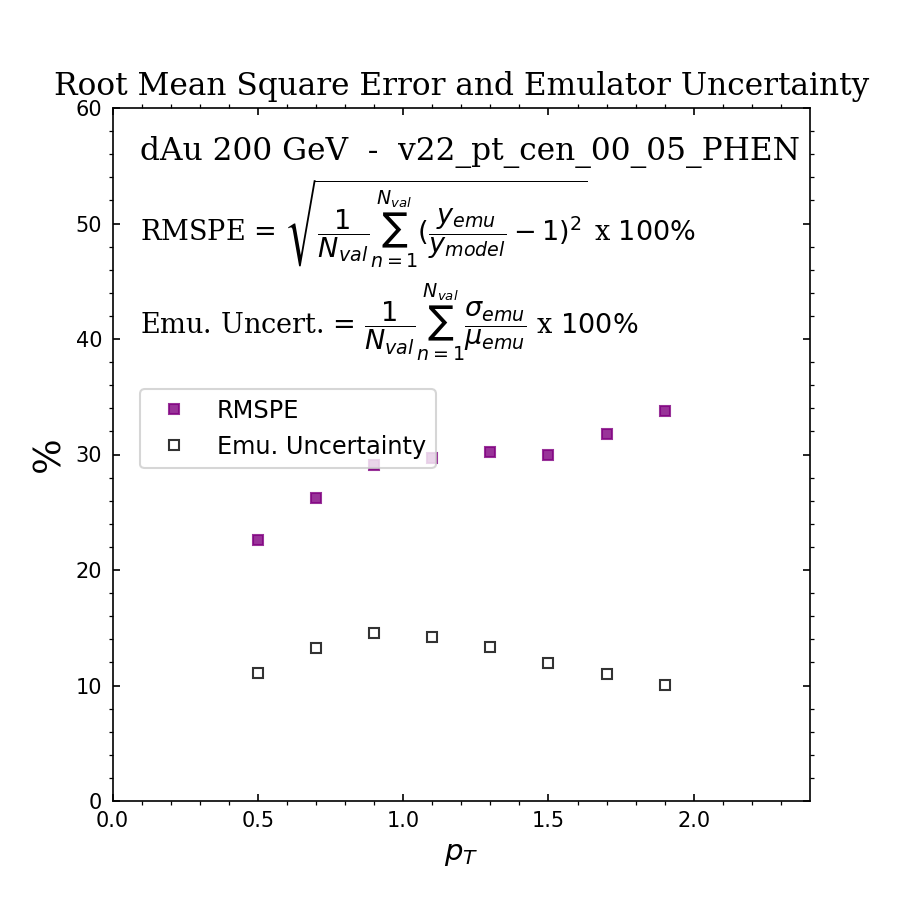 Root Mean Square Error and Emulator Uncertainty
dAu 200 GeV - v22_pt_cen_00_05_PHEN
RMSPE = √(1/N_val ∑_{n=1}^{N_val} (y_emu/y_model − 1)²) x 100%
Emu. Uncert. = 1/N_val ∑_{n=1}^{N_val} σ_emu/μ_emu x 100%
RMSPE
Emu. Uncertainty
%
60
50
40
30
20
10
0
0.0 0.5 1.0 1.5 2.0
p_T